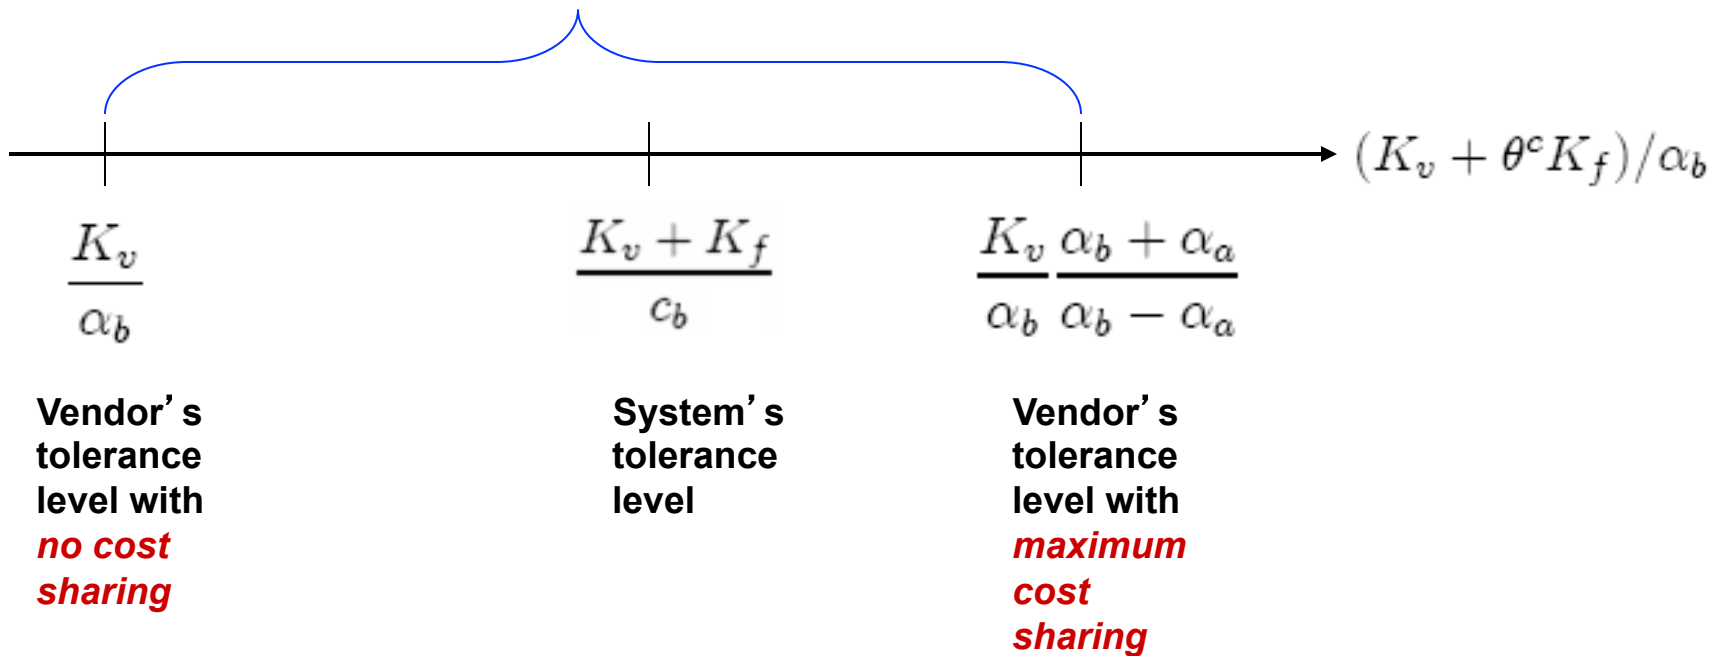 (K_v + θ^c K_f)/α_b
K_v
α_b
K_v + K_f
c_b
K_v α_b + α_a
α_b α_b − α_a
Vendor’s
tolerance
level with
no cost
sharing
System’s
tolerance
level
Vendor’s
tolerance
level with
maximum
cost
sharing